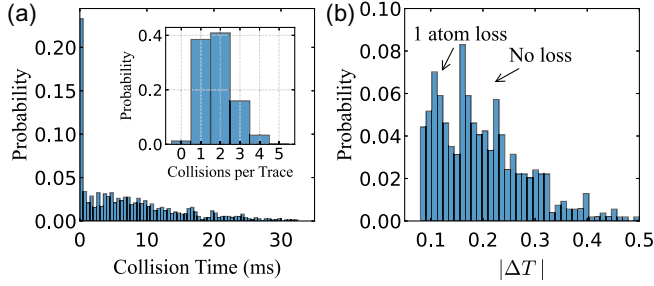 (a)
0.20
0.15
0.10
0.05
0.00
Probability
0 10 20 30
Collision Time (ms)
0.4
0.2
0.0
Probability
0 1 2 3 4 5
Collisions per Trace
(b)
0.10
0.08
0.06
0.04
0.02
0.00
Probability
1 atom loss
No loss
0.1 0.2 0.3 0.4 0.5
|ΔT|